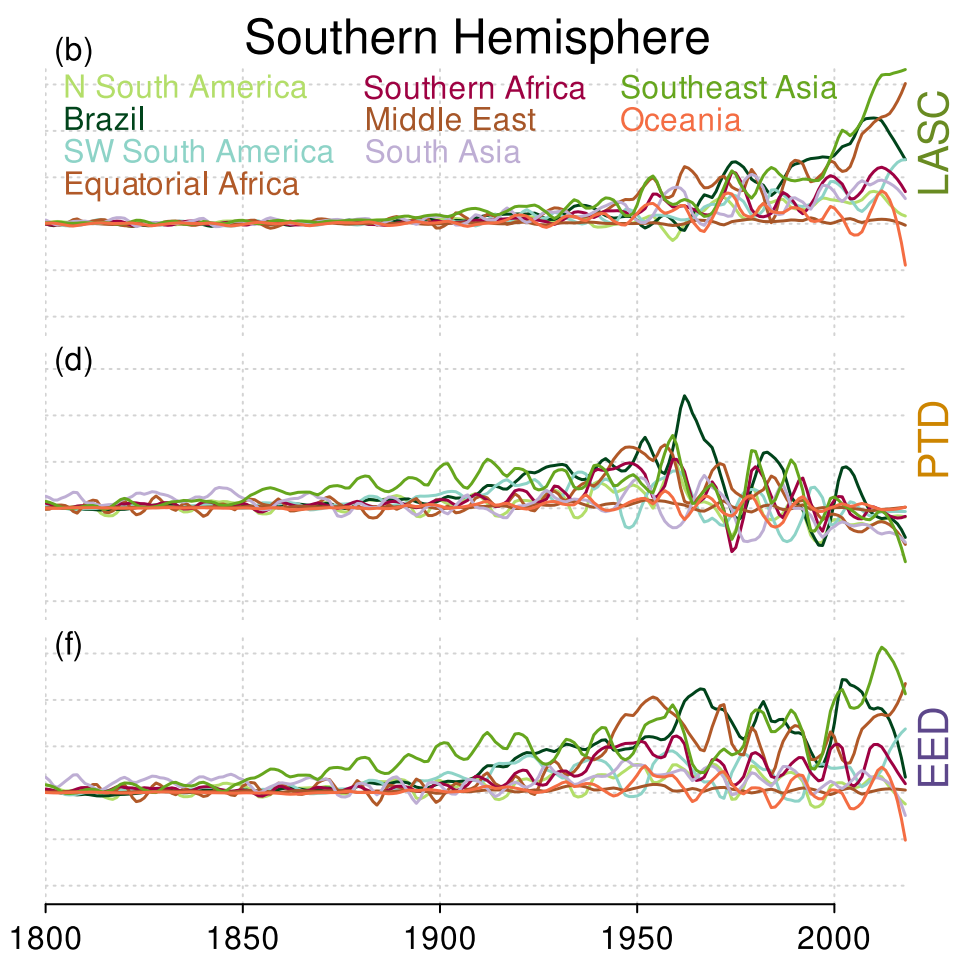 Southern Hemisphere
(b)
N South America Southern Africa Southeast Asia
Brazil Middle East Oceania
SW South America South Asia
Equatorial Africa
LASC
(d)
PTD
(f)
EED
1800 1850 1900 1950 2000